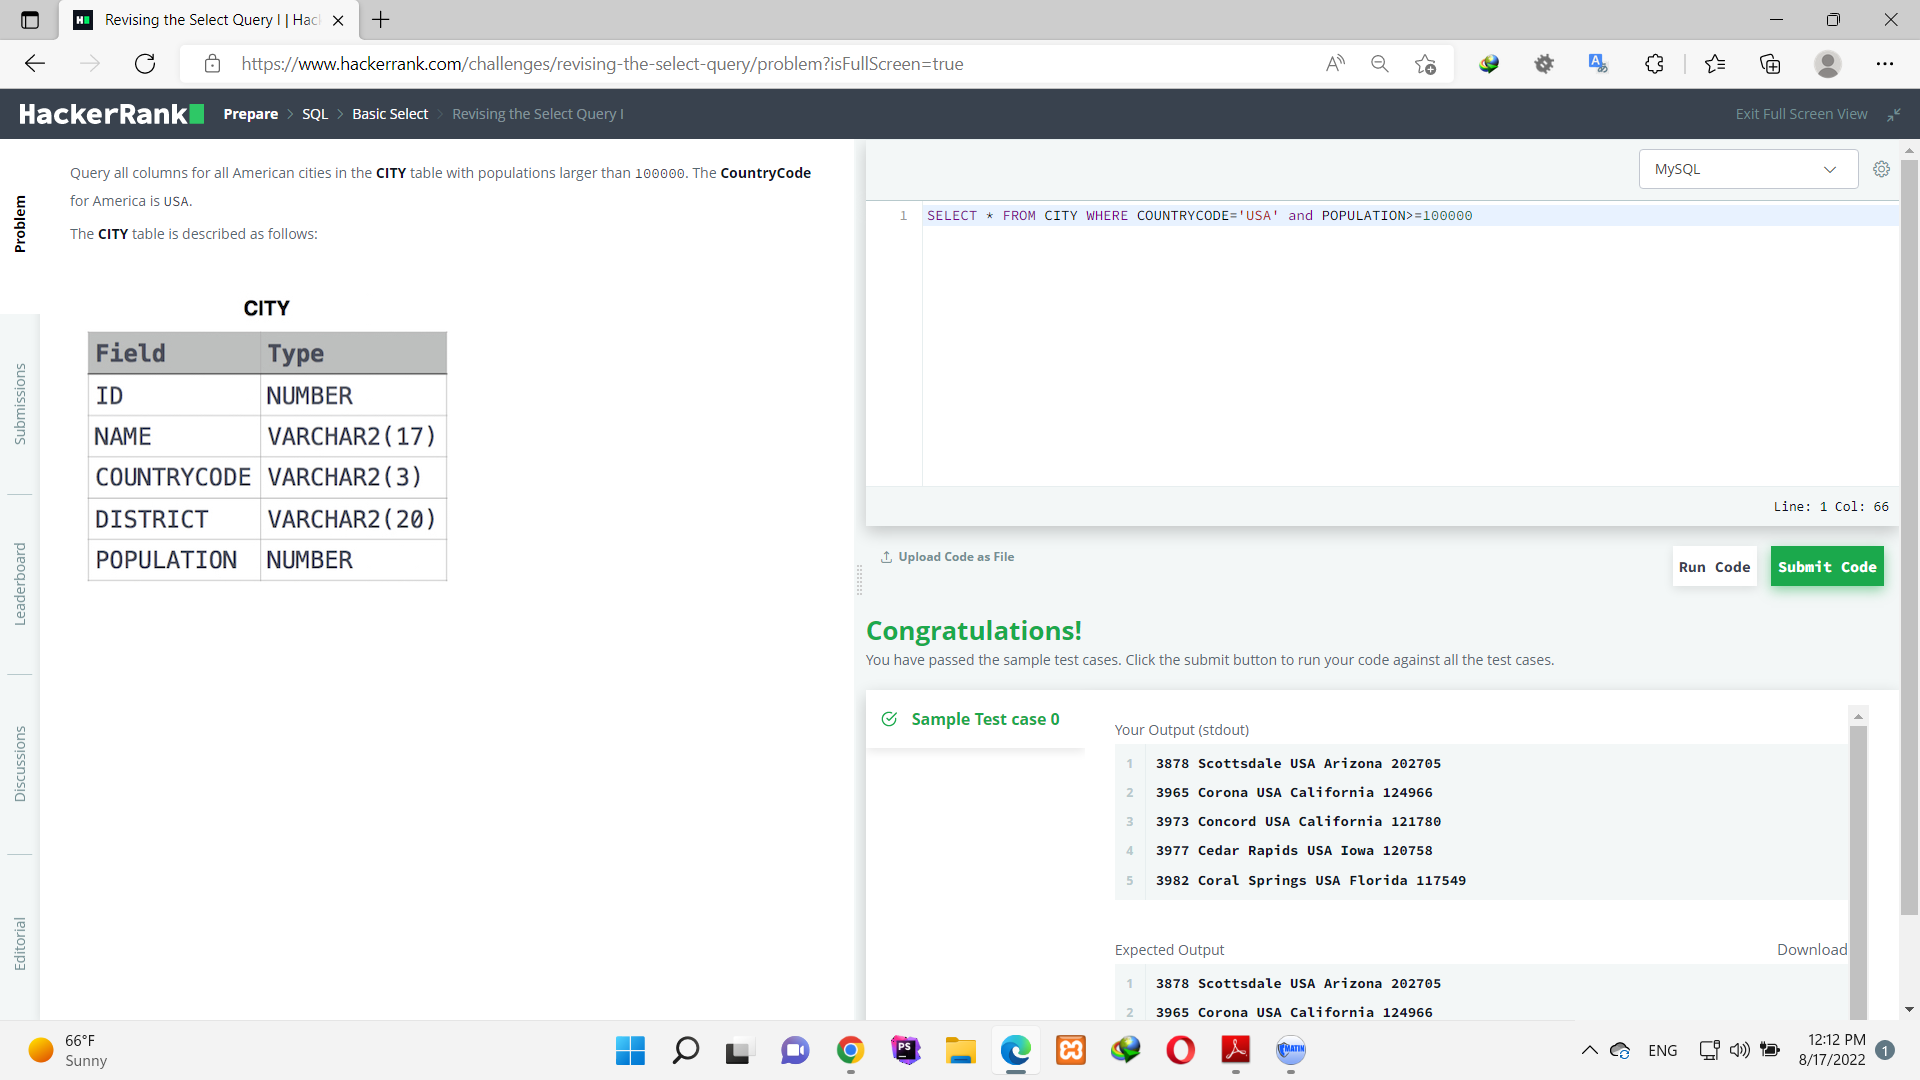 Revising the Select Query I | Hac
https://www.hackerrank.com/challenges/revising-the-select-query/problem?isFullScreen=true
HackerRank
Prepare > SQL > Basic Select > Revising the Select Query I
Exit Full Screen View
Problem
Submissions
Leaderboard
Discussions
Editorial
Query all columns for all American cities in the CITY table with populations larger than 100000. The CountryCode
for America is USA.
The CITY table is described as follows:
CITY
Field Type
ID NUMBER
NAME VARCHAR2(17)
COUNTRYCODE VARCHAR2(3)
DISTRICT VARCHAR2(20)
POPULATION NUMBER
MySQL
1 SELECT * FROM CITY WHERE COUNTRYCODE='USA' and POPULATION>=100000
Line: 1 Col: 66
Upload Code as File
Run Code
Submit Code
Congratulations!
You have passed the sample test cases. Click the submit button to run your code against all the test cases.
Sample Test case 0
Your Output (stdout)
1 3878 Scottsdale USA Arizona 202705
2 3965 Corona USA California 124966
3 3973 Concord USA California 121780
4 3977 Cedar Rapids USA Iowa 120758
5 3982 Coral Springs USA Florida 117549
Expected Output
Download
1 3878 Scottsdale USA Arizona 202705
2 3965 Corona USA California 124966
66°F
Sunny
PS
MATIN
ENG
12:12 PM
8/17/2022
1